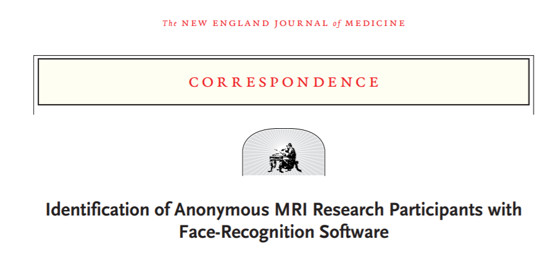 The NEW ENGLAND JOURNAL of MEDICINE
CORRESPONDENCE
Identification of Anonymous MRI Research Participants with
Face-Recognition Software